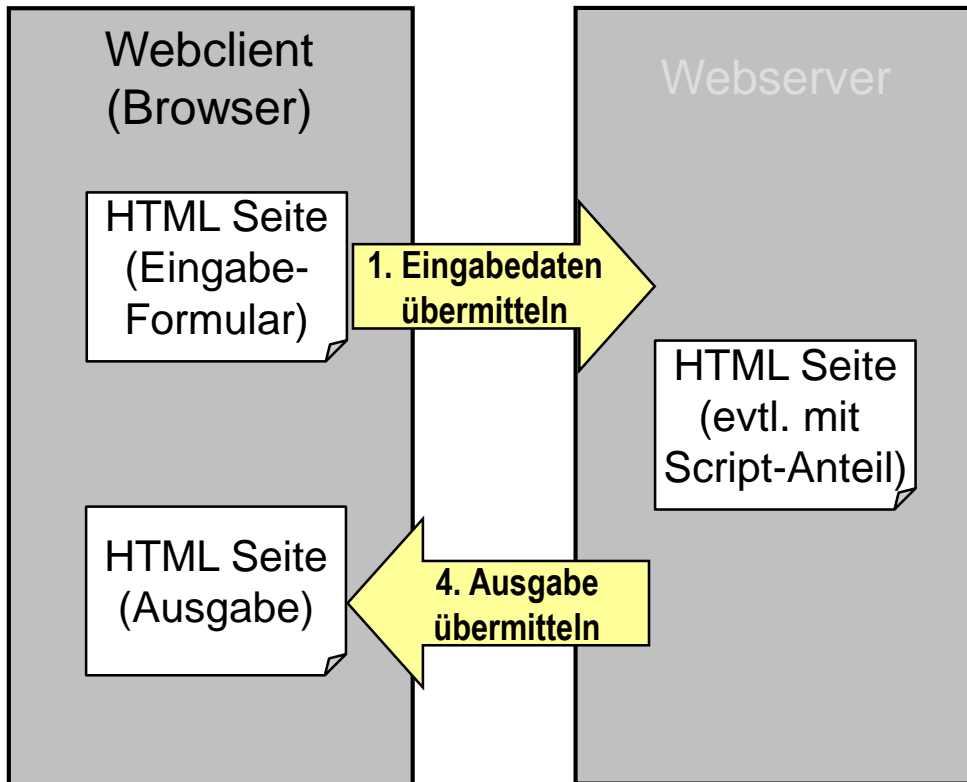 Webclient
(Browser)
Webserver
HTML Seite
(Eingabe-
Formular)
1. Eingabedaten
übermitteln
HTML Seite
(evtl. mit
Script-Anteil)
HTML Seite
(Ausgabe)
4. Ausgabe
übermitteln